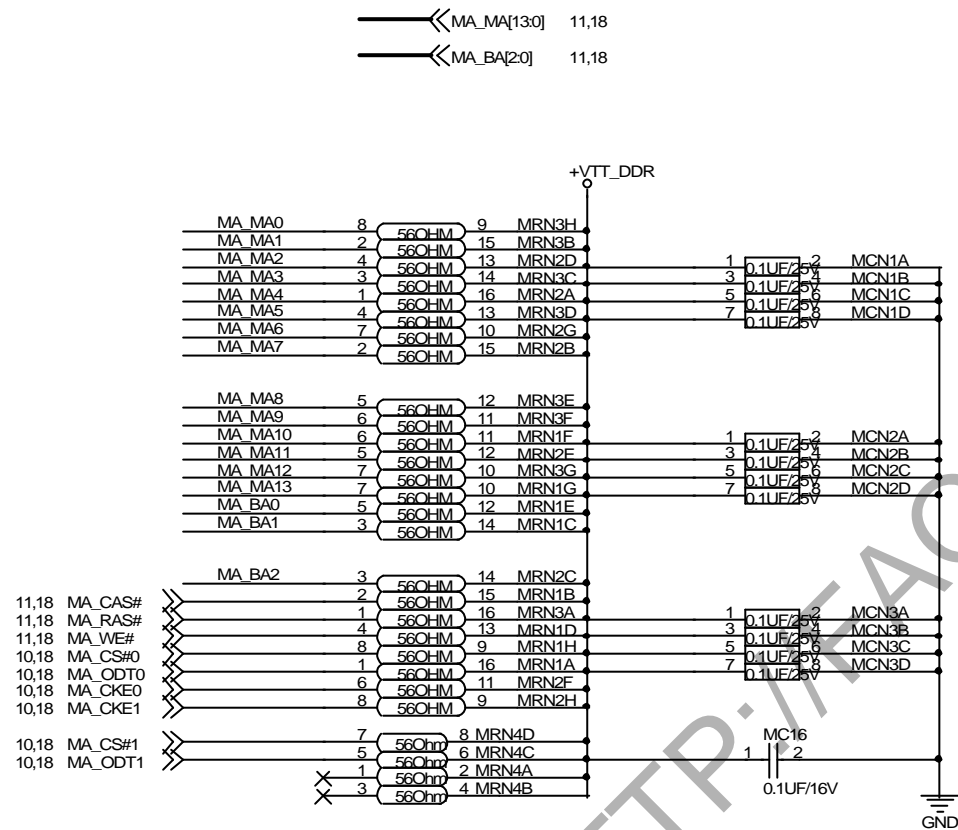 MA_MA[13:0] 11,18
MA_BA[2:0] 11,18
+VTT_DDR
MA_MA0 8 56OHM 9 MRN3H
MA_MA1 2 56OHM 15 MRN3B
MA_MA2 4 56OHM 13 MRN2D 1 0.1UF/25V 2 MCN1A
MA_MA3 3 56OHM 14 MRN3C 3 0.1UF/25V 4 MCN1B
MA_MA4 1 56OHM 16 MRN2A 5 0.1UF/25V 6 MCN1C
MA_MA5 4 56OHM 13 MRN3D 7 0.1UF/25V 8 MCN1D
MA_MA6 7 56OHM 10 MRN2G
MA_MA7 2 56OHM 15 MRN2B
MA_MA8 5 56OHM 12 MRN3E
MA_MA9 6 56OHM 11 MRN3F
MA_MA10 6 56OHM 11 MRN1F 1 0.1UF/25V 2 MCN2A
MA_MA11 5 56OHM 12 MRN2E 3 0.1UF/25V 4 MCN2B
MA_MA12 7 56OHM 10 MRN3G 5 0.1UF/25V 6 MCN2C
MA_MA13 7 56OHM 10 MRN1G 7 0.1UF/25V 8 MCN2D
MA_BA0 5 56OHM 12 MRN1E
MA_BA1 3 56OHM 14 MRN1C
MA_BA2 3 56OHM 14 MRN2C
11,18 MA_CAS# 2 56OHM 15 MRN1B
11,18 MA_RAS# 1 56OHM 16 MRN3A 1 0.1UF/25V 2 MCN3A
11,18 MA_WE# 4 56OHM 13 MRN1D 3 0.1UF/25V 4 MCN3B
10,18 MA_CS#0 8 56OHM 9 MRN1H 5 0.1UF/25V 6 MCN3C
10,18 MA_ODT0 1 56OHM 16 MRN1A 7 0.1UF/25V 8 MCN3D
10,18 MA_CKE0 6 56OHM 11 MRN2F
10,18 MA_CKE1 8 56OHM 9 MRN2H
10,18 MA_CS#1 7 56Ohm 8 MRN4D
10,18 MA_ODT1 5 56Ohm 6 MRN4C 1 MC16 2
1 56Ohm 2 MRN4A 0.1UF/16V
3 56Ohm 4 MRN4B
GND
TTP://FAC